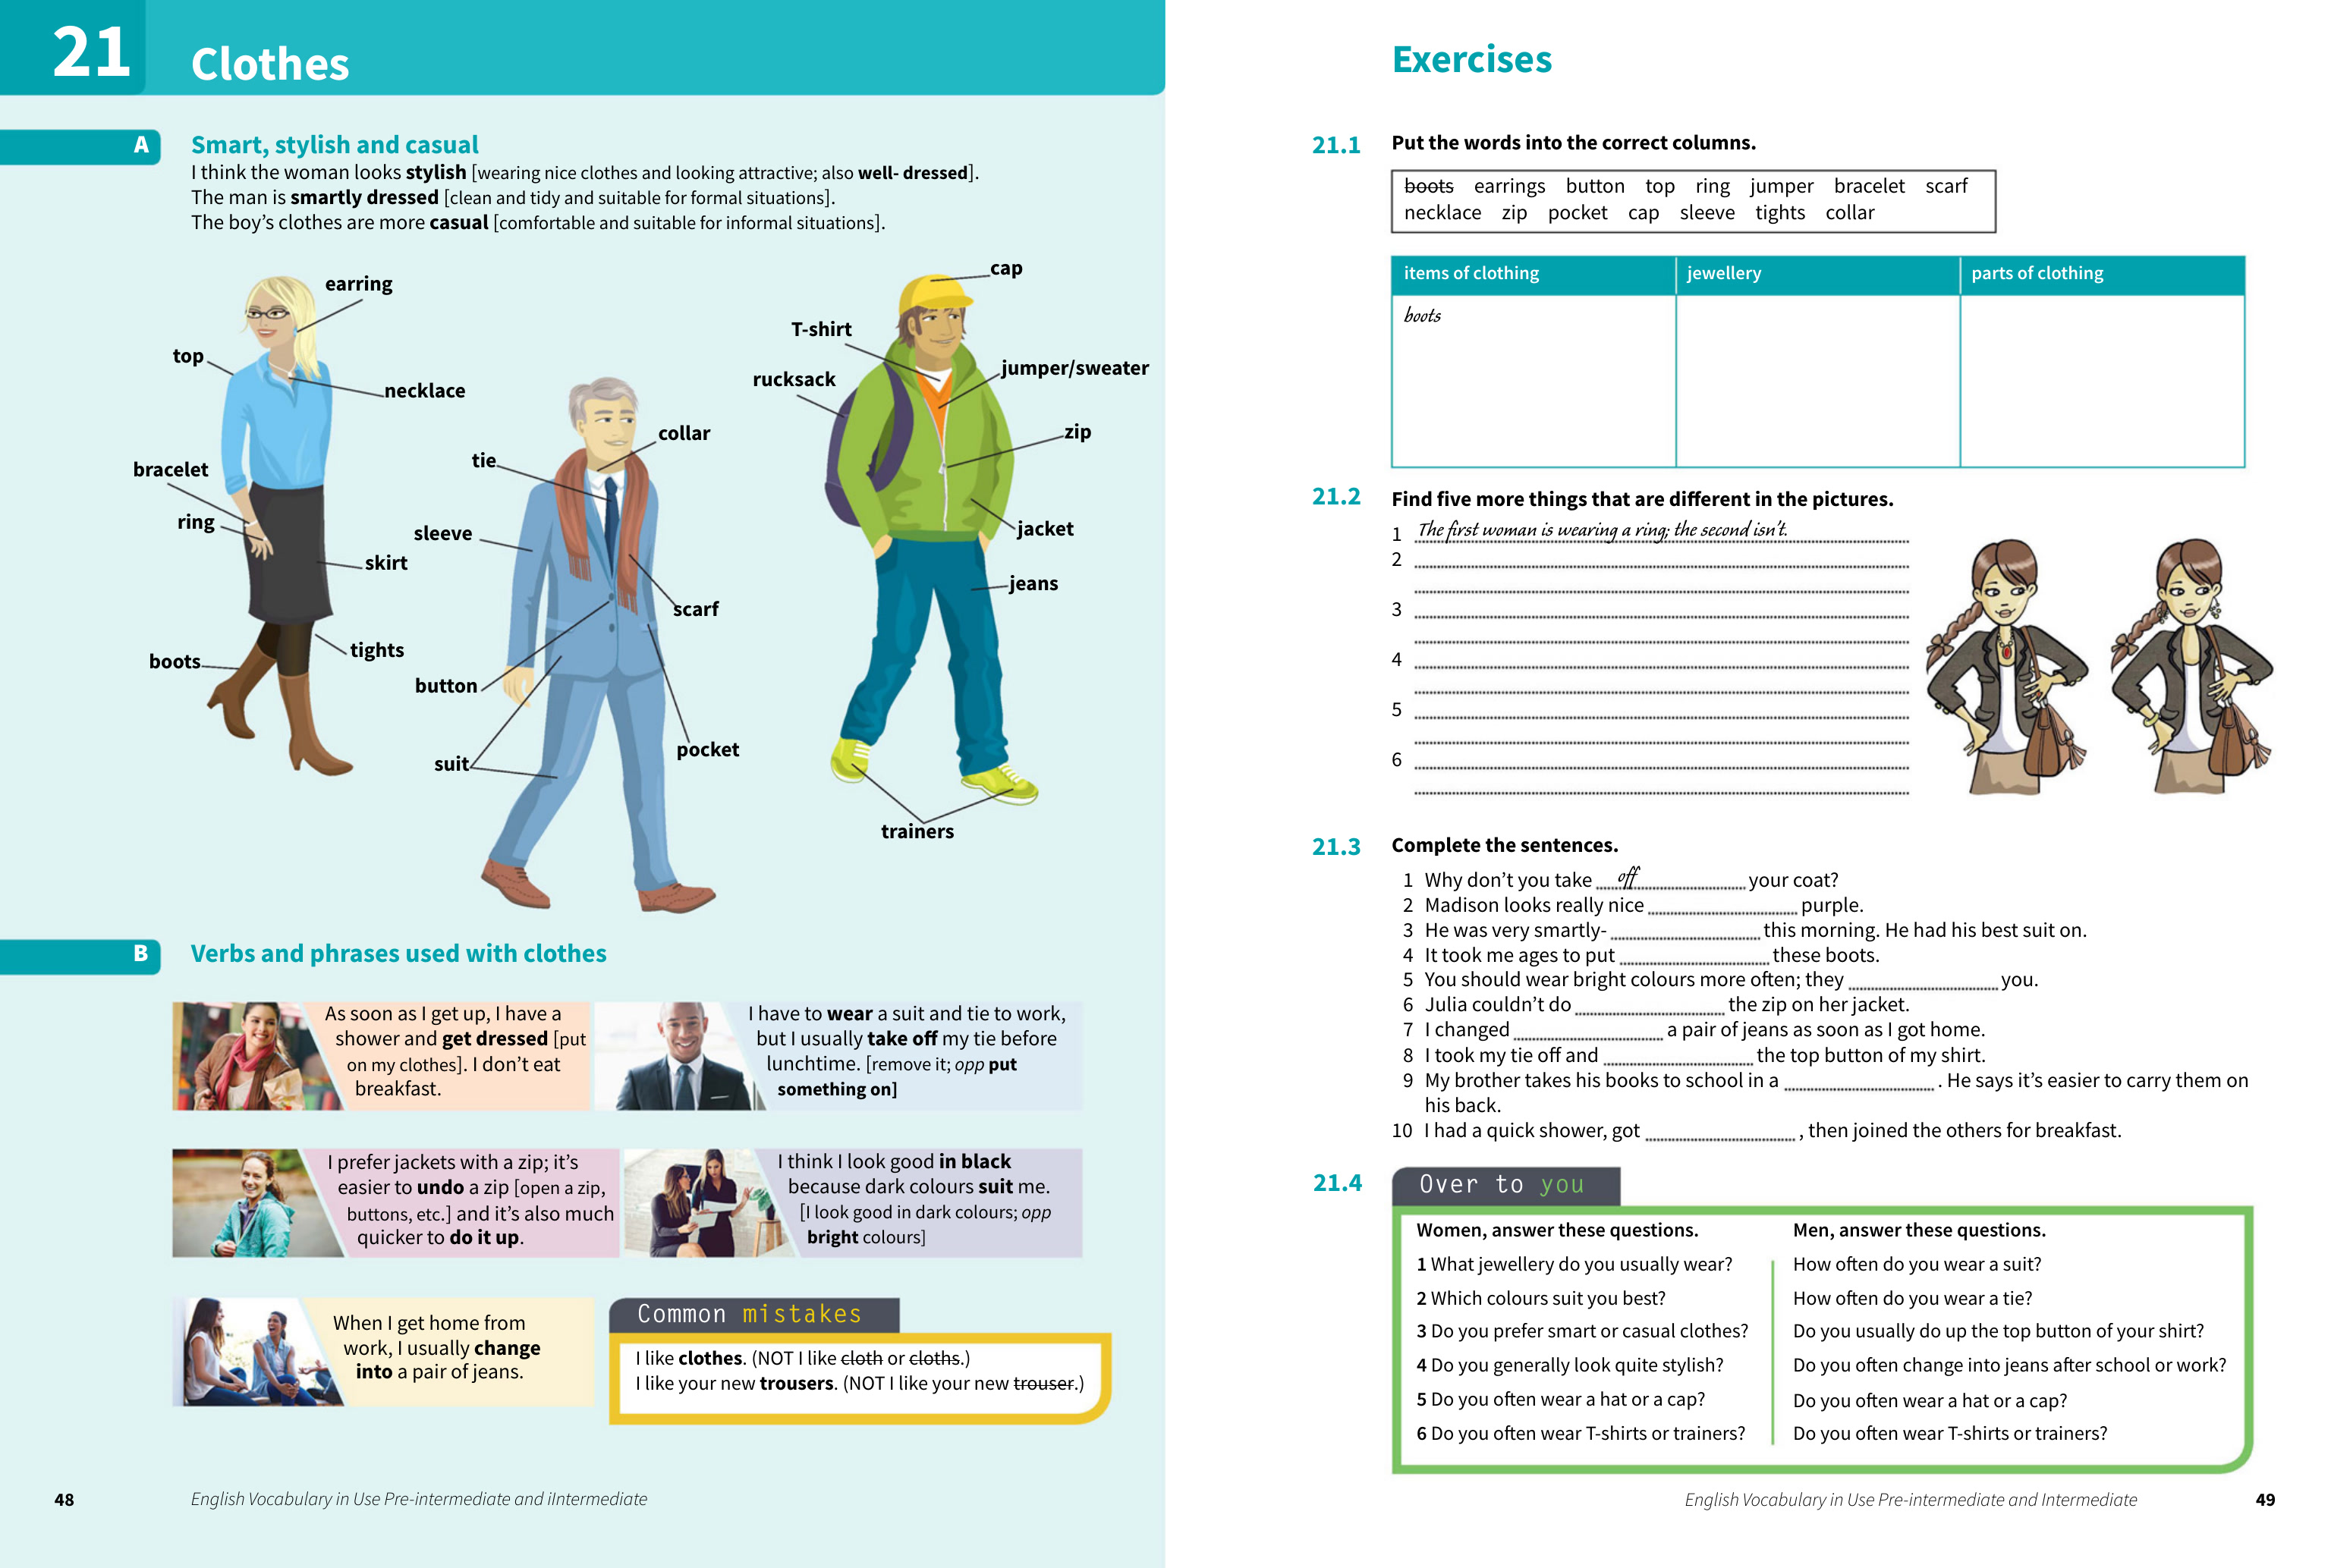 21
Clothes
A
Smart, stylish and casual
I think the woman looks stylish [wearing nice clothes and looking attractive; also well- dressed].
The man is smartly dressed [clean and tidy and suitable for formal situations].
The boy's clothes are more casual [comfortable and suitable for informal situations].
earring
top
necklace
bracelet
ring
skirt
tights
boots
collar
tie
sleeve
scarf
button
suit
pocket
cap
T-shirt
rucksack
jumper/sweater
zip
jacket
jeans
trainers
B
Verbs and phrases used with clothes
As soon as I get up, I have a
shower and get dressed [put
on my clothes]. I don't eat
breakfast.
I have to wear a suit and tie to work,
but I usually take off my tie before
lunchtime. [remove it; opp put
something on]
I prefer jackets with a zip; it's
easier to undo a zip [open a zip,
buttons, etc.] and it's also much
quicker to do it up.
I think I look good in black
because dark colours suit me.
[I look good in dark colours; opp
bright colours]
When I get home from
work, I usually change
into a pair of jeans.
Common mistakes
I like clothes. (NOT I like cloth or cloths.)
I like your new trousers. (NOT I like your new trouser.)
48
English Vocabulary in Use Pre-intermediate and iIntermediate
Exercises
21.1
Put the words into the correct columns.
boots earrings button top ring jumper bracelet scarf
necklace zip pocket cap sleeve tights collar
items of clothing jewellery parts of clothing
boots
21.2
Find five more things that are different in the pictures.
1 The first woman is wearing a ring; the second isn't.
2
3
4
5
6
21.3
Complete the sentences.
1 Why don't you take off your coat?
2 Madison looks really nice purple.
3 He was very smartly- this morning. He had his best suit on.
4 It took me ages to put these boots.
5 You should wear bright colours more often; they you.
6 Julia couldn't do the zip on her jacket.
7 I changed a pair of jeans as soon as I got home.
8 I took my tie off and the top button of my shirt.
9 My brother takes his books to school in a . He says it's easier to carry them on
his back.
10 I had a quick shower, got , then joined the others for breakfast.
21.4
Over to you
Women, answer these questions.
1 What jewellery do you usually wear?
2 Which colours suit you best?
3 Do you prefer smart or casual clothes?
4 Do you generally look quite stylish?
5 Do you often wear a hat or a cap?
6 Do you often wear T-shirts or trainers?
Men, answer these questions.
How often do you wear a suit?
How often do you wear a tie?
Do you usually do up the top button of your shirt?
Do you often change into jeans after school or work?
Do you often wear a hat or a cap?
Do you often wear T-shirts or trainers?
English Vocabulary in Use Pre-intermediate and Intermediate
49